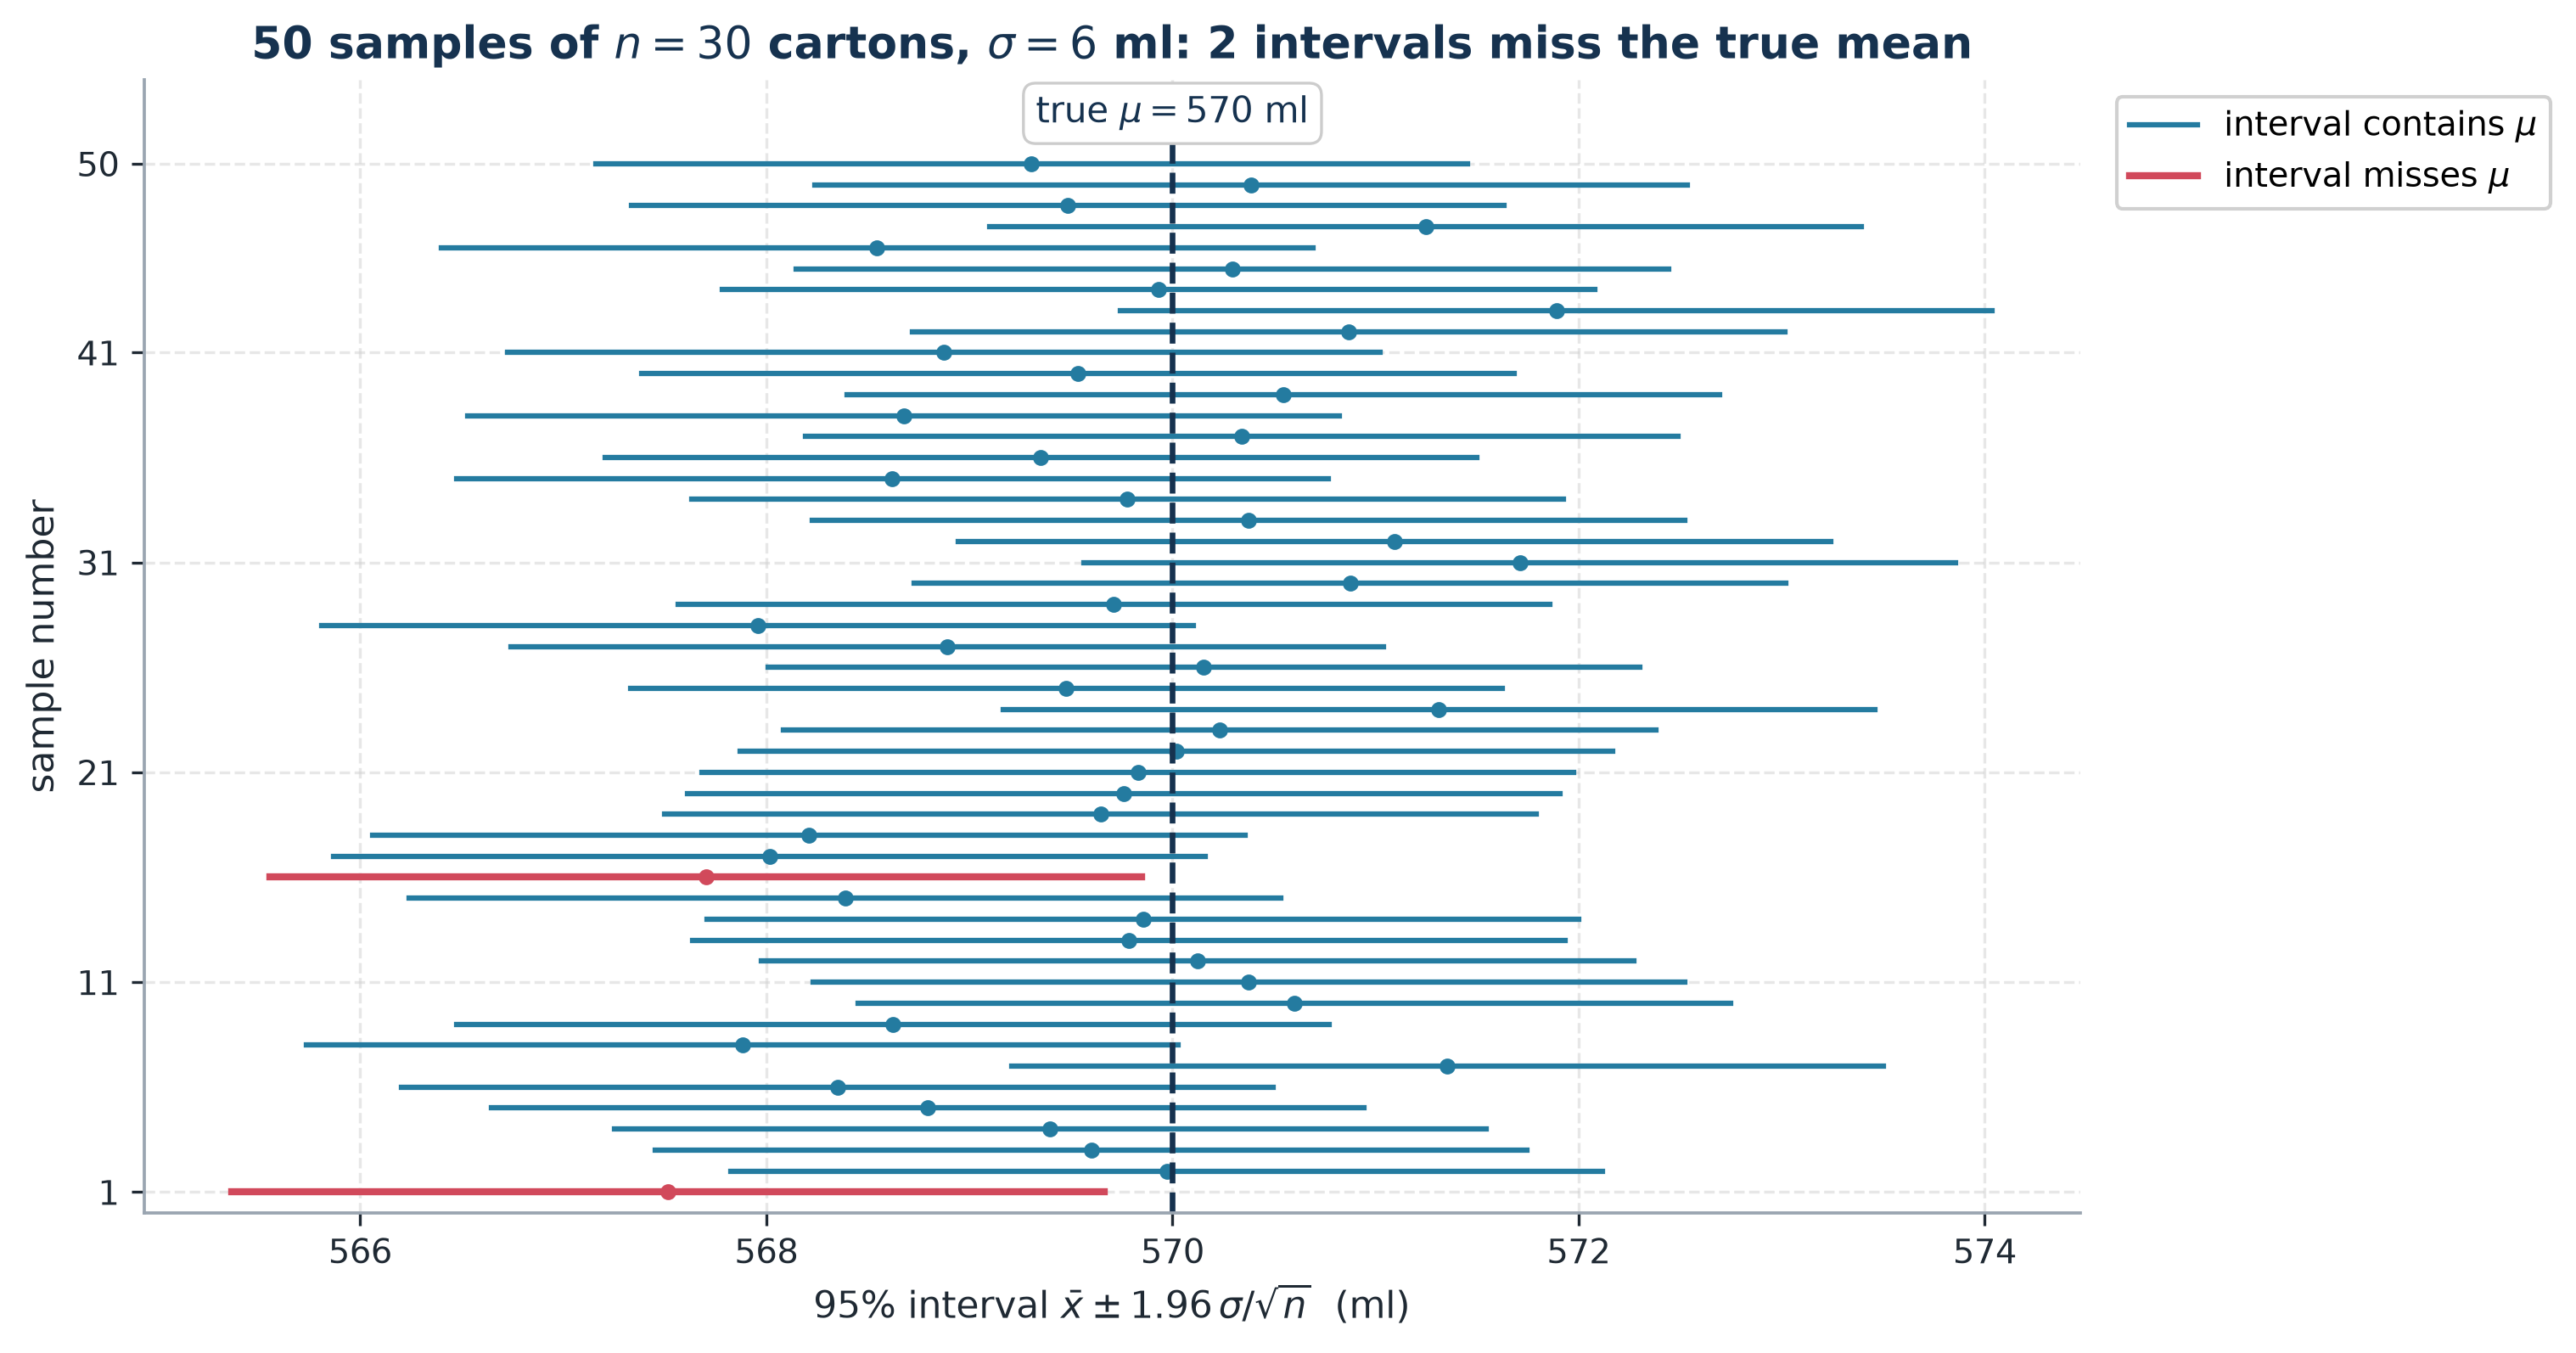 50 samples of n = 30 cartons, σ = 6 ml: 2 intervals miss the true mean
true μ = 570 ml
interval contains μ
interval misses μ
sample number
50
41
31
21
11
1
566 568 570 572 574
95% interval x̄ ± 1.96 σ/√n (ml)